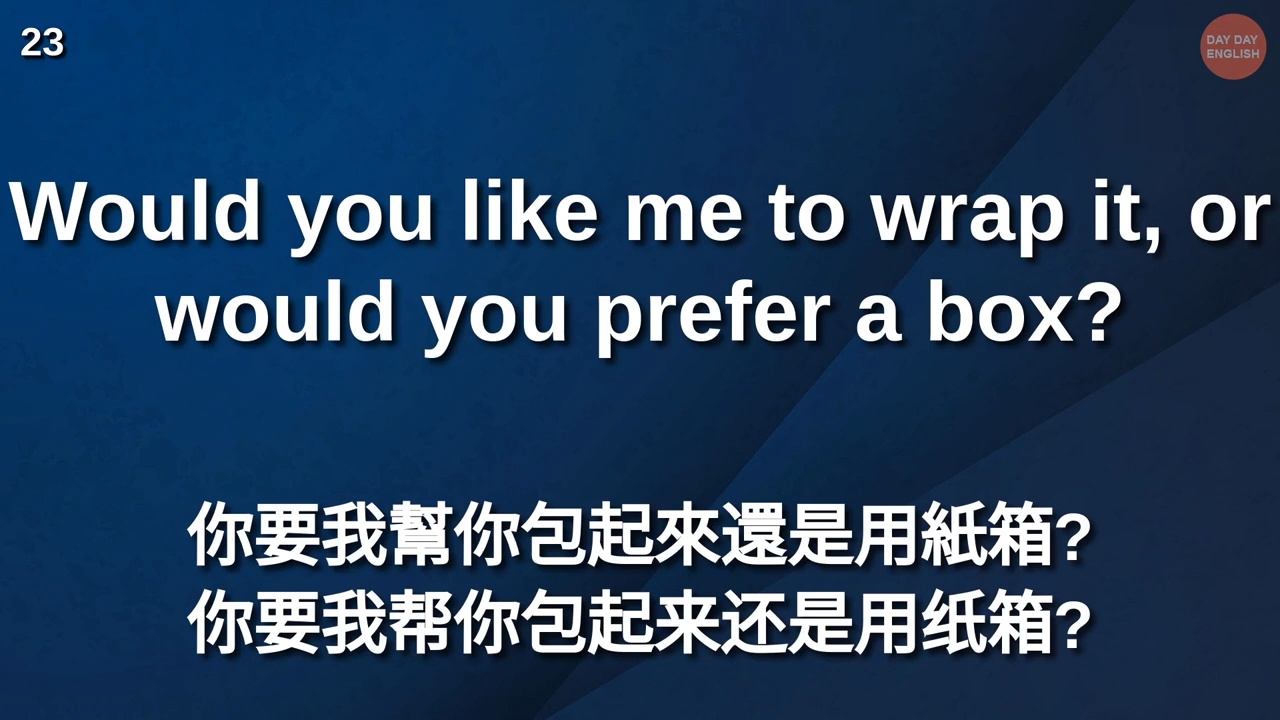 23
DAY DAY
ENGLISH
Would you like me to wrap it, or
would you prefer a box?
你要我幫你包起來還是用紙箱?
你要我帮你包起来还是用纸箱?